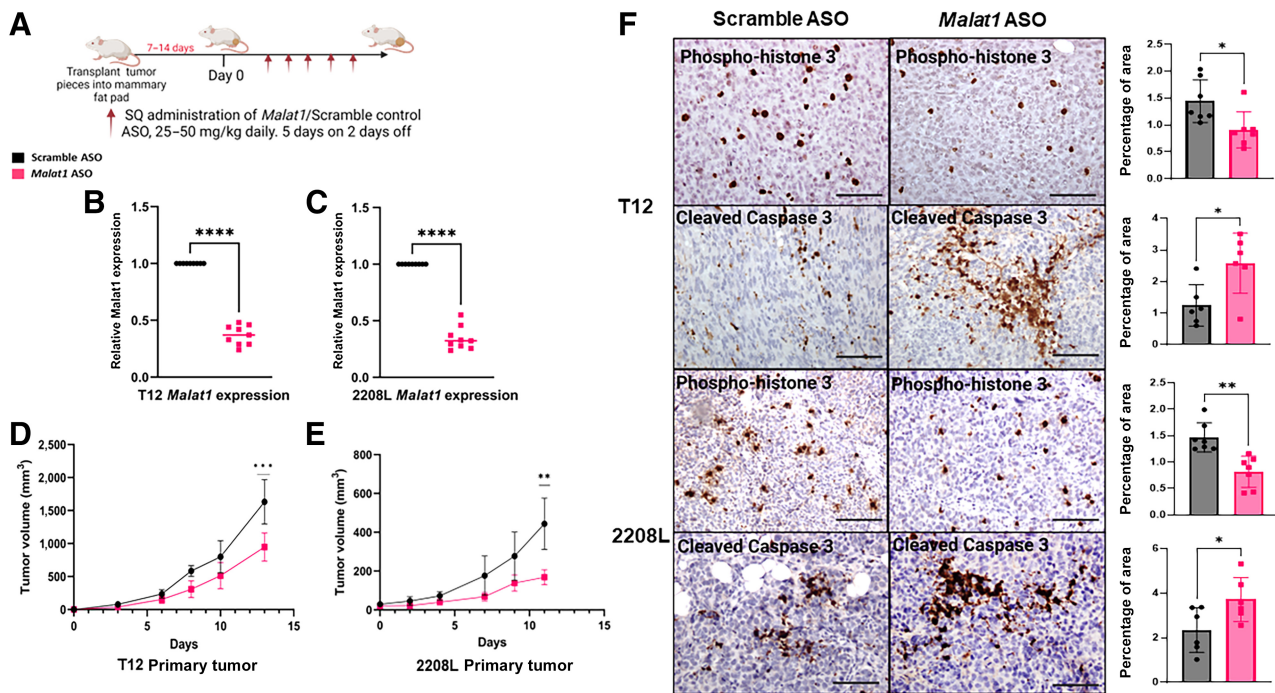 A
7–14 days
Transplant tumor
pieces into mammary
fat pad
Day 0
SQ administration of Malat1/Scramble control
ASO, 25–50 mg/kg daily. 5 days on 2 days off
Scramble ASO
Malat1 ASO
B
Relative Malat1 expression
1.5
1.0
0.5
0.0
****
T12 Malat1 expression
C
Relative Malat1 expression
1.5
1.0
0.5
0.0
****
2208L Malat1 expression
D
Tumor volume (mm3)
2,500
2,000
1,500
1,000
500
0
***
0
5
10
15
Days
T12 Primary tumor
E
Tumor volume (mm3)
800
600
400
200
0
**
0
5
10
15
Days
2208L Primary tumor
F
Scramble ASO
Malat1 ASO
T12
Phospho-histone 3
Phospho-histone 3
Percentage of area
2.5
2.0
1.5
1.0
0.5
0.0
*
Cleaved Caspase 3
Cleaved Caspase 3
Percentage of area
4
3
2
1
0
*
2208L
Phospho-histone 3
Phospho-histone 3
Percentage of area
2.5
2.0
1.5
1.0
0.5
0.0
**
Cleaved Caspase 3
Cleaved Caspase 3
Percentage of area
6
4
2
0
*